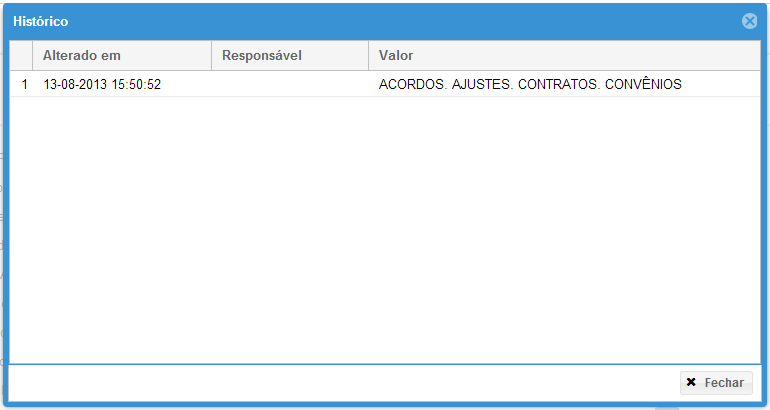 Histórico
Alterado em Responsável Valor
1 13-08-2013 15:50:52 ACORDOS. AJUSTES. CONTRATOS. CONVÊNIOS
Fechar